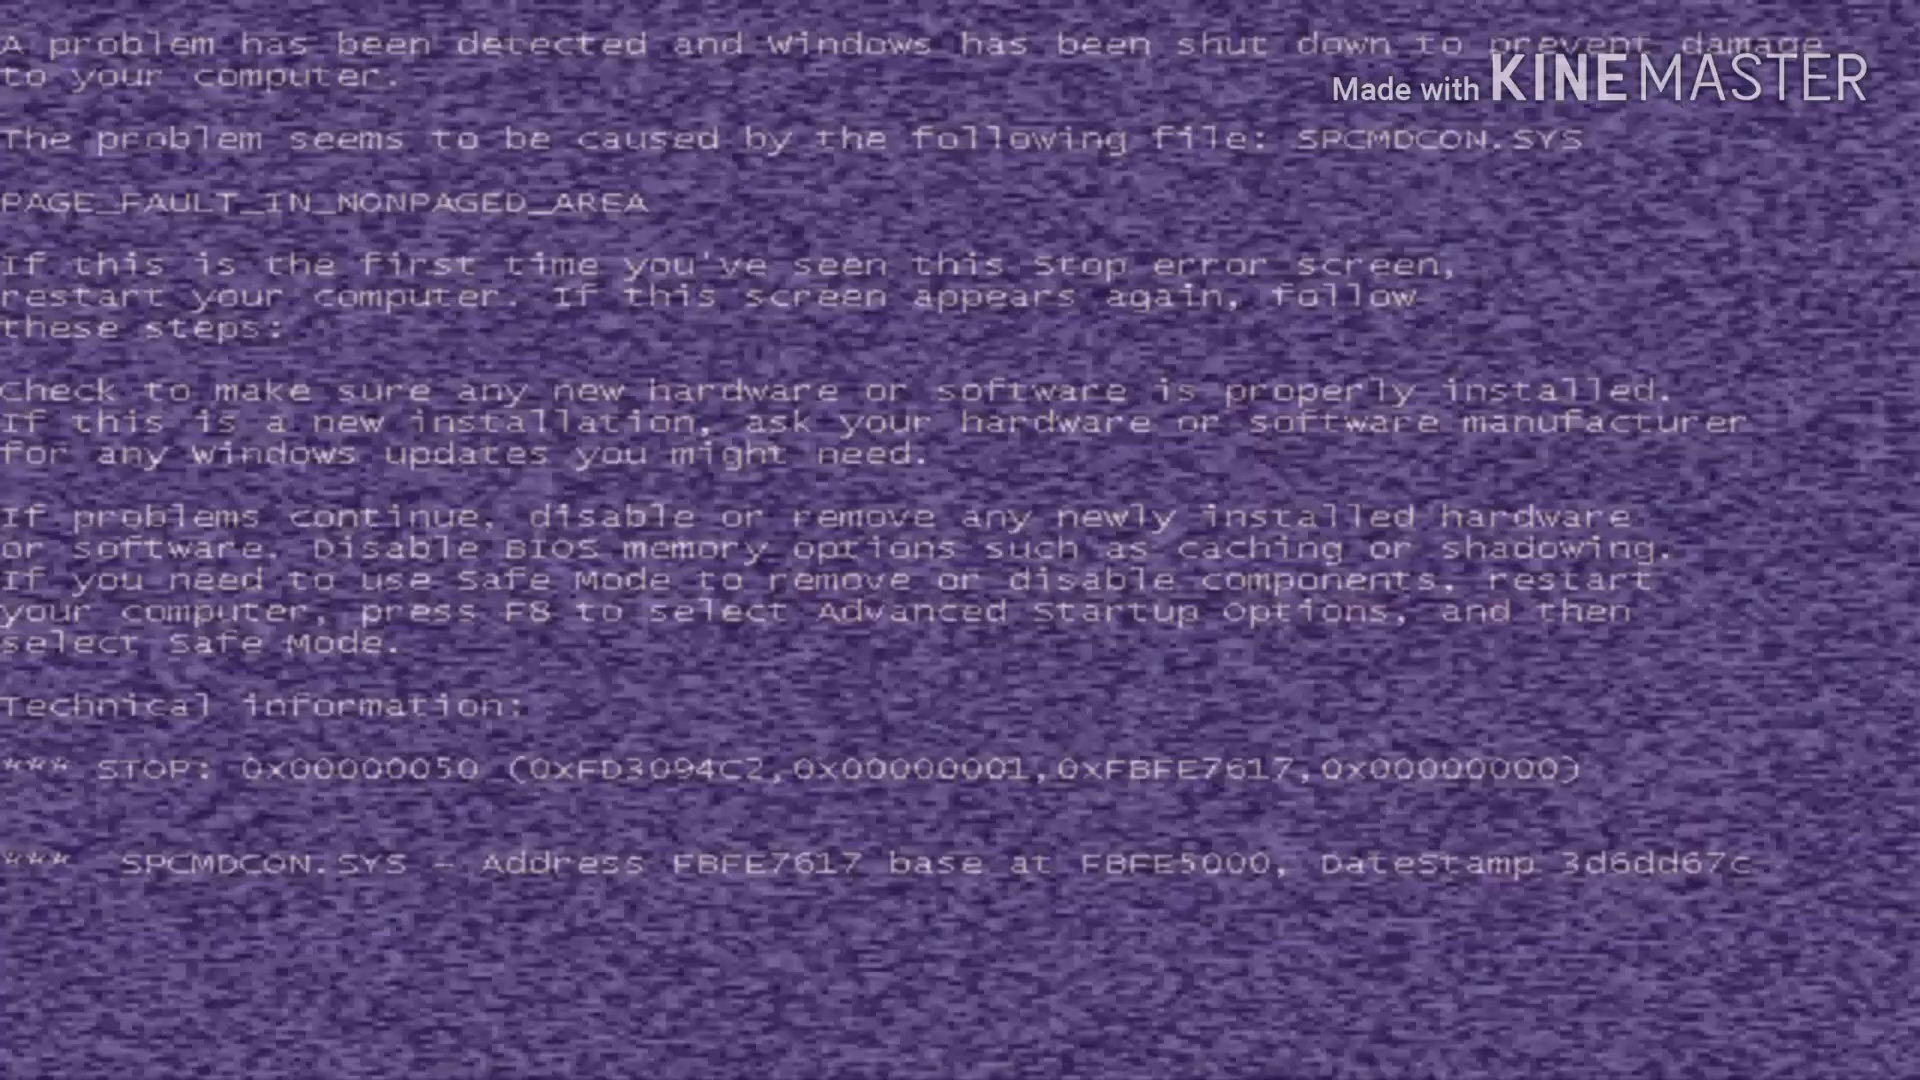 A problem has been detected and Windows has been shut down to prevent damage
to your computer.
Made with KINEMASTER
The problem seems to be caused by the following file: SPCMDCON.SYS
PAGE_FAULT_IN_NONPAGED_AREA
If this is the first time you've seen this Stop error screen,
restart your computer. If this screen appears again, follow
these steps:
Check to make sure any new hardware or software is properly installed.
If this is a new installation, ask your hardware or software manufacturer
for any Windows updates you might need.
If problems continue, disable or remove any newly installed hardware
or software. Disable BIOS memory options such as caching or shadowing.
If you need to use Safe Mode to remove or disable components, restart
your computer, press F8 to select Advanced Startup Options, and then
select Safe Mode.
Technical information:
*** STOP: 0x00000050 (0xFD3094C2,0x00000001,0xFBFE7617,0x00000000)
*** SPCMDCON.SYS - Address FBFE7617 base at FBFE5000, DateStamp 3d6dd67c